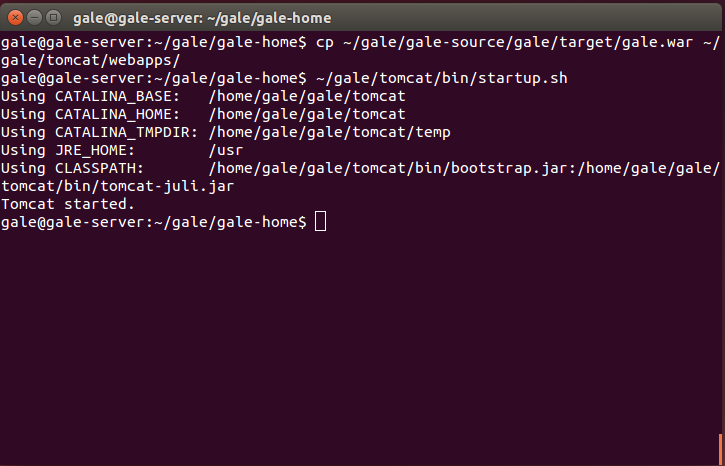 gale@gale-server: ~/gale/gale-home
gale@gale-server:~/gale/gale-home$ cp ~/gale/gale-source/gale/target/gale.war ~/
gale/tomcat/webapps/
gale@gale-server:~/gale/gale-home$ ~/gale/tomcat/bin/startup.sh
Using CATALINA_BASE:   /home/gale/gale/tomcat
Using CATALINA_HOME:   /home/gale/gale/tomcat
Using CATALINA_TMPDIR: /home/gale/gale/tomcat/temp
Using JRE_HOME:        /usr
Using CLASSPATH:       /home/gale/gale/tomcat/bin/bootstrap.jar:/home/gale/gale/
tomcat/bin/tomcat-juli.jar
Tomcat started.
gale@gale-server:~/gale/gale-home$